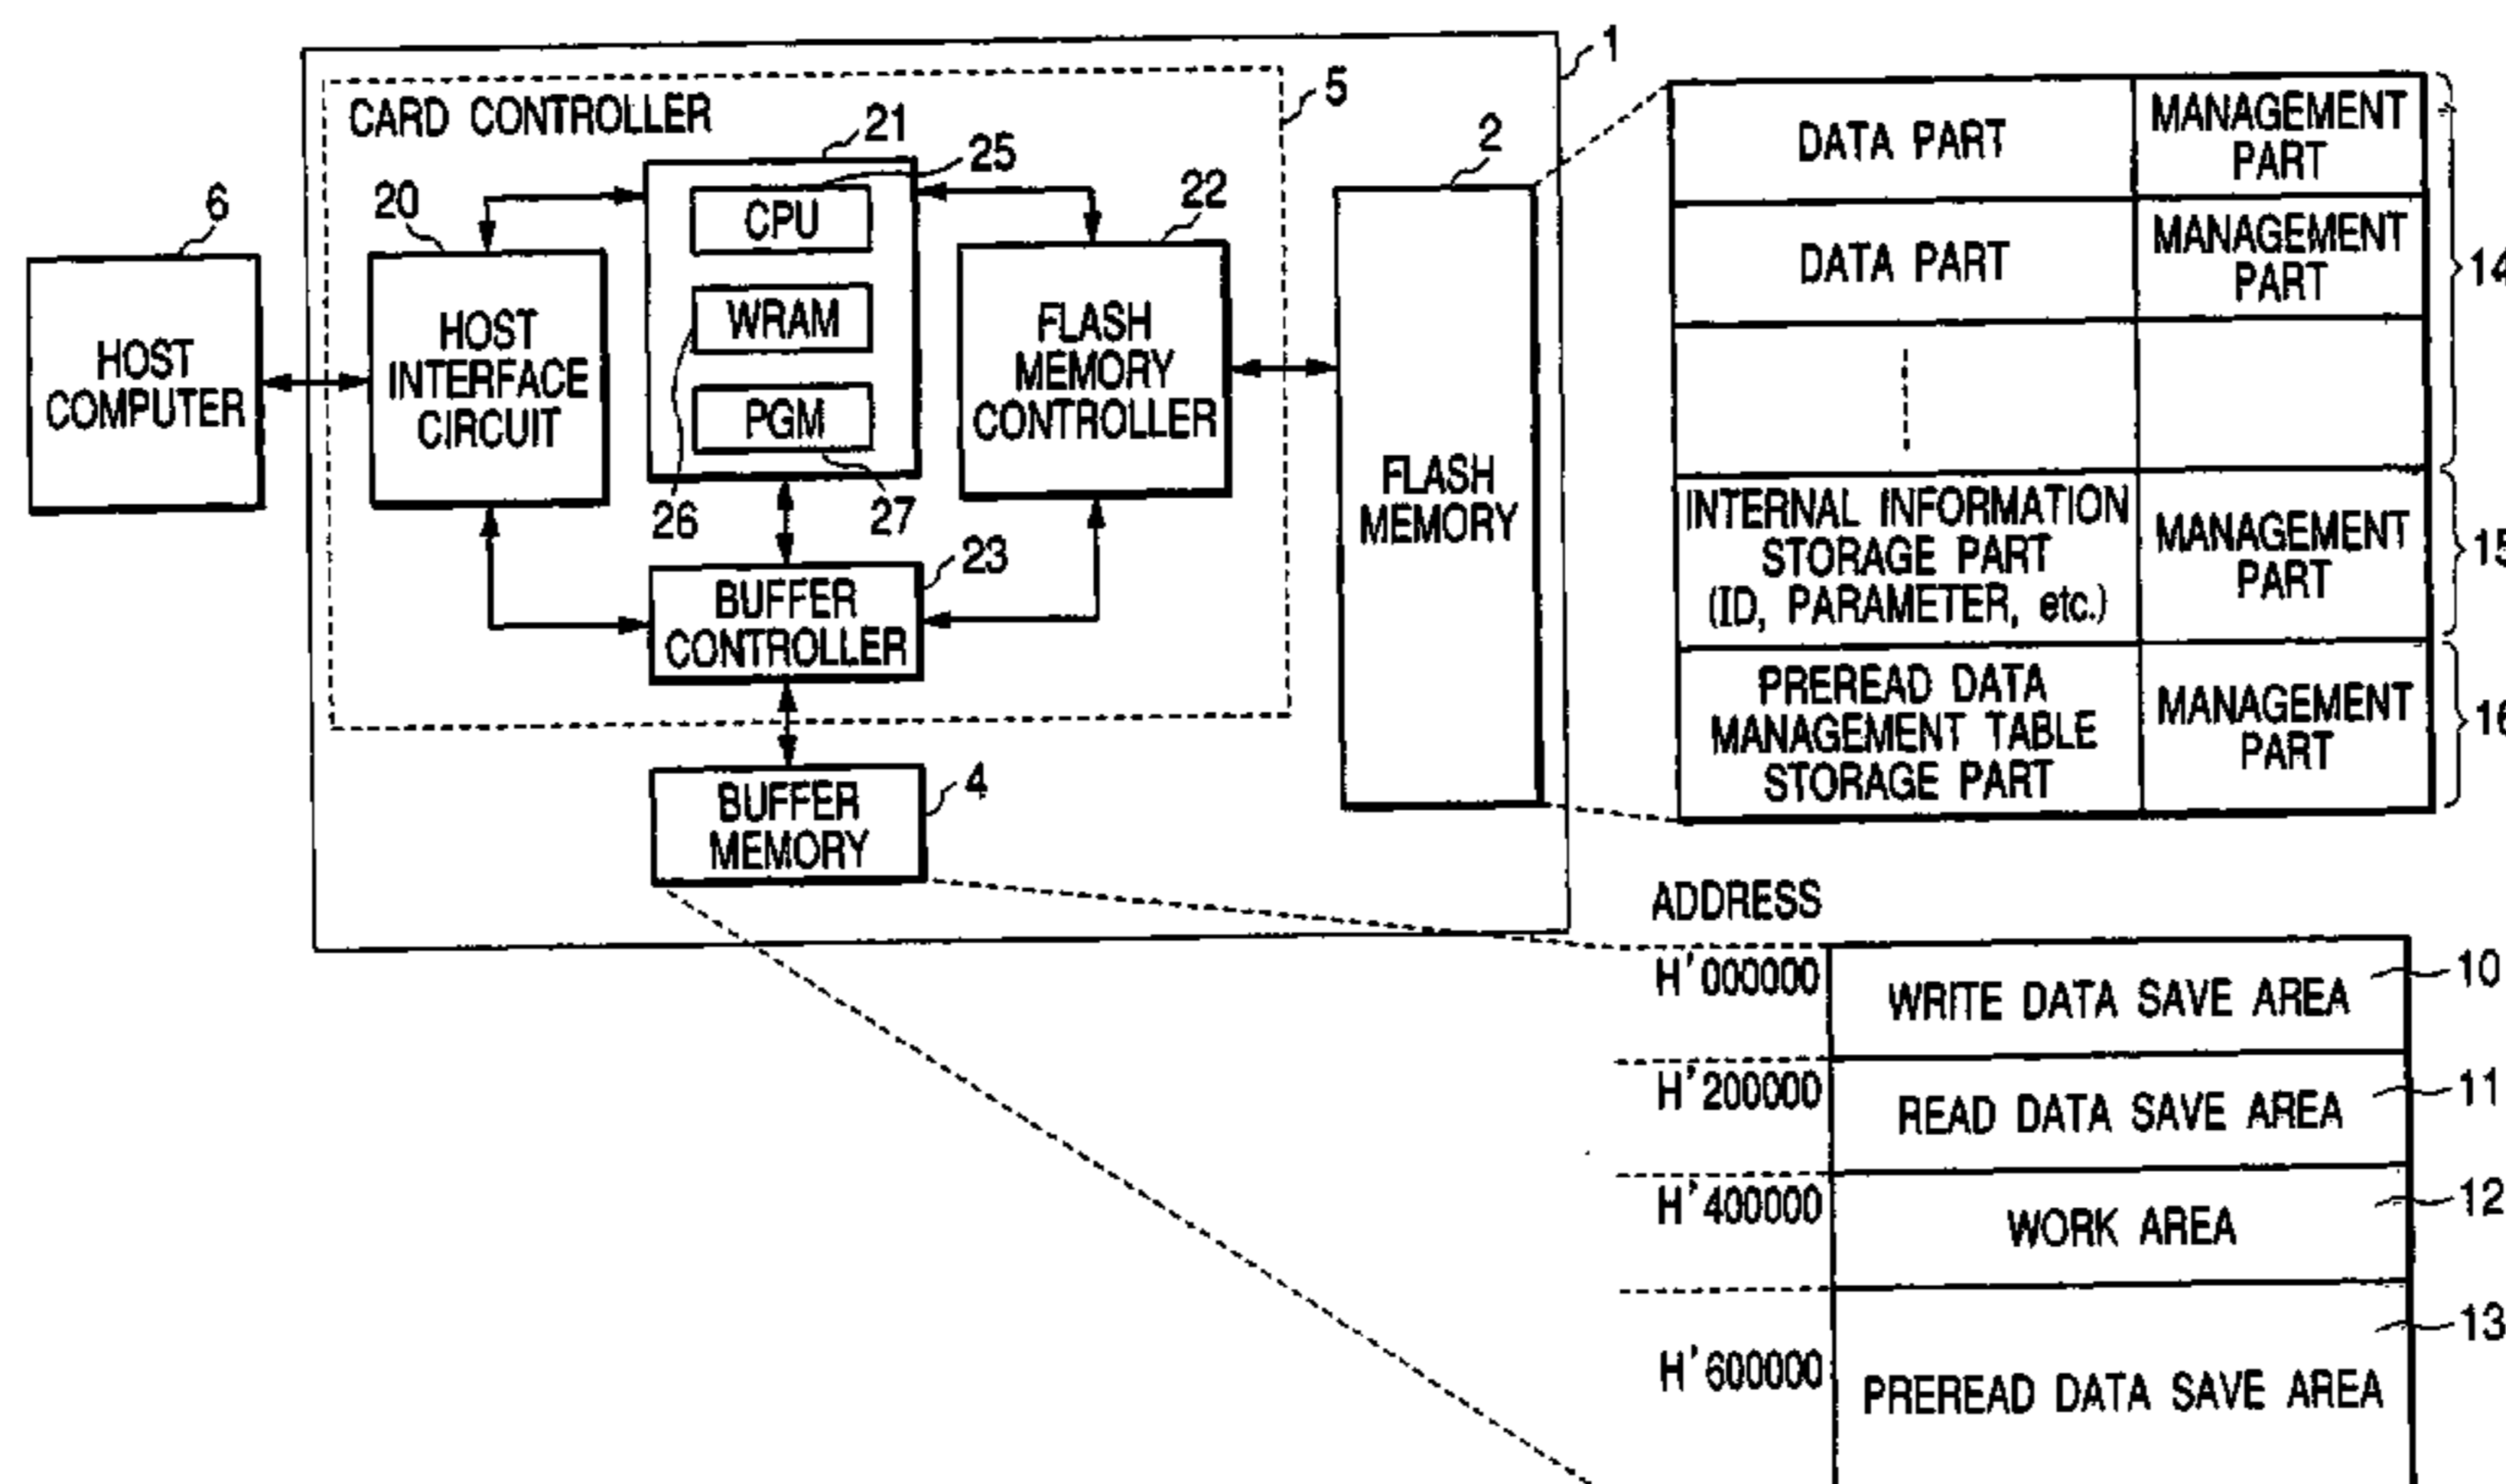 1
CARD CONTROLLER
5
21
25
2
6
20
22
CPU
WRAM
PGM
26
27
HOST
COMPUTER
HOST
INTERFACE
CIRCUIT
FLASH
MEMORY
CONTROLLER
FLASH
MEMORY
23
BUFFER
CONTROLLER
BUFFER
MEMORY
4
DATA PART
MANAGEMENT
PART
DATA PART
MANAGEMENT
PART
14
INTERNAL INFORMATION
STORAGE PART
(ID, PARAMETER, etc.)
MANAGEMENT
PART
15
PREREAD DATA
MANAGEMENT TABLE
STORAGE PART
MANAGEMENT
PART
16
ADDRESS
H'000000
WRITE DATA SAVE AREA
10
H'200000
READ DATA SAVE AREA
11
H'400000
WORK AREA
12
H'600000
PREREAD DATA SAVE AREA
13